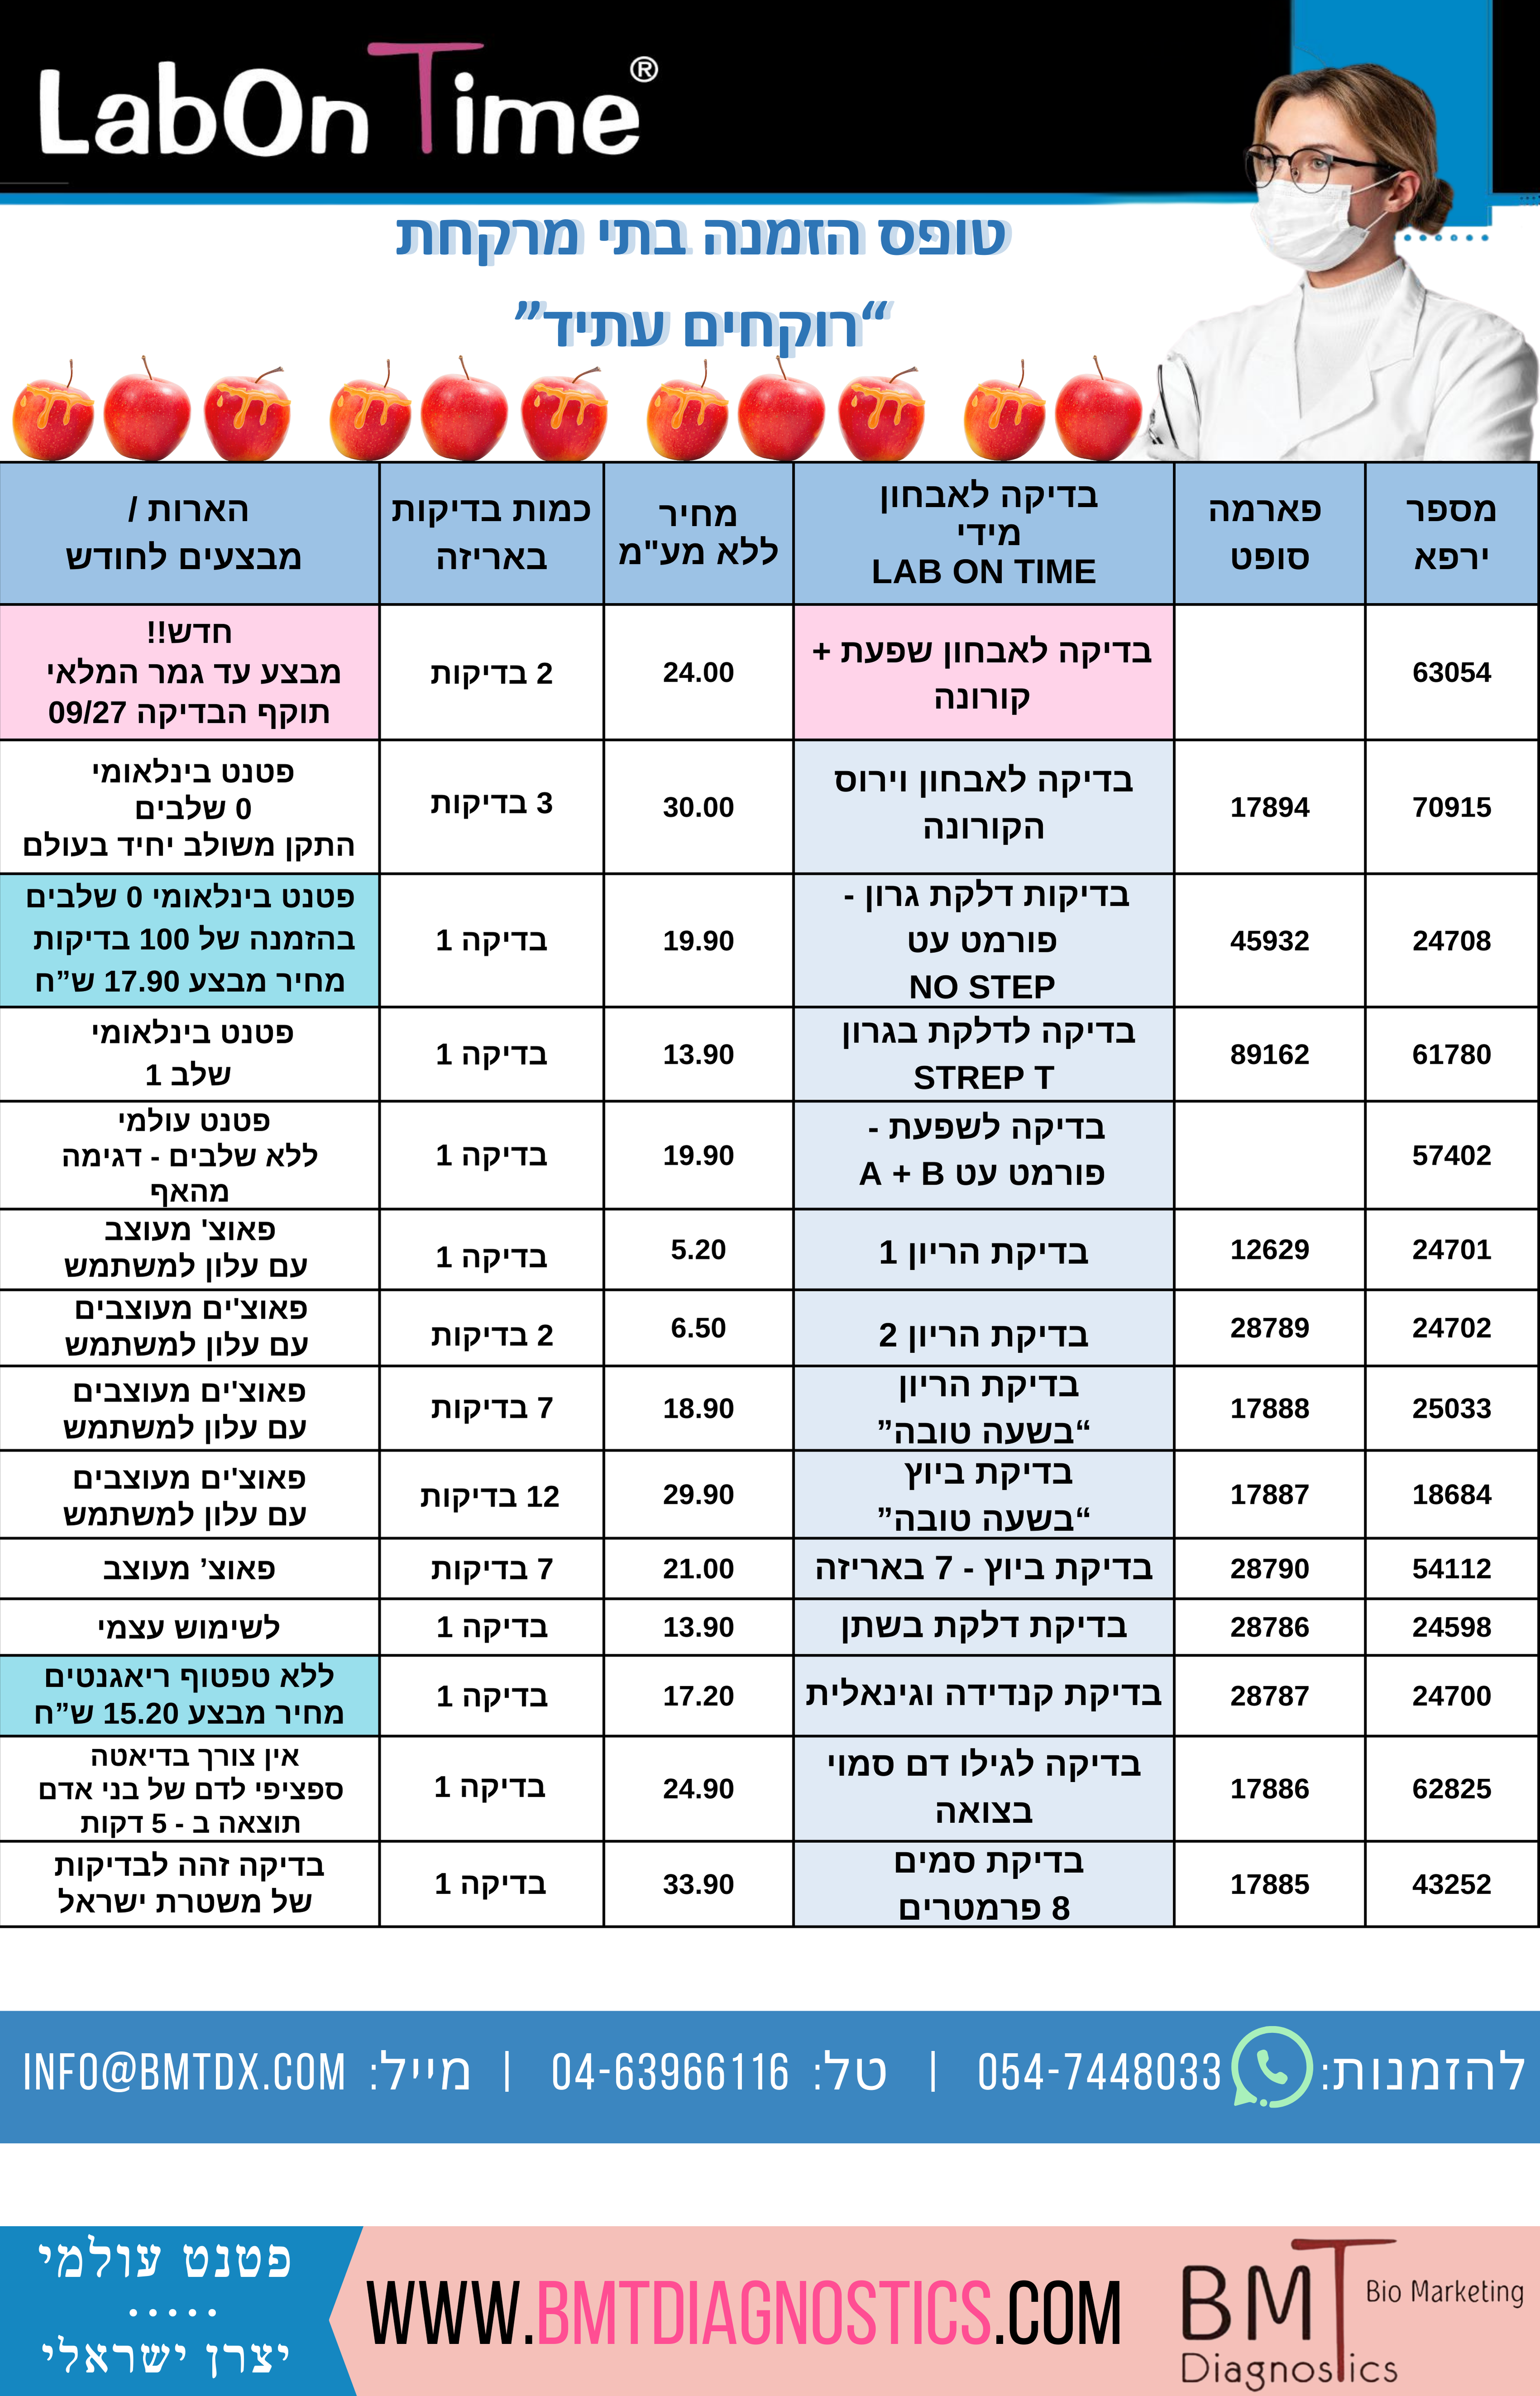 LabOnTime®
טופס הזמנה בתי מרקחת
“רוקחים עתיד”
מספר
ירפא
פארמה
סופט
בדיקה לאבחון
מידי
LAB ON TIME
מחיר
ללא מע"מ
כמות בדיקות
באריזה
הארות /
מבצעים לחודש
63054
בדיקה לאבחון שפעת +
קורונה
24.00
2 בדיקות
חדש!!
מבצע עד גמר המלאי
תוקף הבדיקה 09/27
70915
17894
בדיקה לאבחון וירוס
הקורונה
30.00
3 בדיקות
פטנט בינלאומי
0 שלבים
התקן משולב יחיד בעולם
24708
45932
בדיקות דלקת גרון -
פורמט עט
NO STEP
19.90
בדיקה 1
פטנט בינלאומי 0 שלבים
בהזמנה של 100 בדיקות
מחיר מבצע 17.90 ש”ח
61780
89162
בדיקה לדלקת בגרון
STREP T
13.90
בדיקה 1
פטנט בינלאומי
שלב 1
57402
בדיקה לשפעת -
פורמט עט A + B
19.90
בדיקה 1
פטנט עולמי
ללא שלבים - דגימה
מהאף
24701
12629
בדיקת הריון 1
5.20
בדיקה 1
פאוצ' מעוצב
עם עלון למשתמש
24702
28789
בדיקת הריון 2
6.50
2 בדיקות
פאוצ'ים מעוצבים
עם עלון למשתמש
25033
17888
בדיקת הריון
“בשעה טובה”
18.90
7 בדיקות
פאוצ'ים מעוצבים
עם עלון למשתמש
18684
17887
בדיקת ביוץ
“בשעה טובה”
29.90
12 בדיקות
פאוצ'ים מעוצבים
עם עלון למשתמש
54112
28790
בדיקת ביוץ - 7 באריזה
21.00
7 בדיקות
פאוצ’ מעוצב
24598
28786
בדיקת דלקת בשתן
13.90
בדיקה 1
לשימוש עצמי
24700
28787
בדיקת קנדידה וגינאלית
17.20
בדיקה 1
ללא טפטוף ריאגנטים
מחיר מבצע 15.20 ש”ח
62825
17886
בדיקה לגילו דם סמוי
בצואה
24.90
בדיקה 1
אין צורך בדיאטה
ספציפי לדם של בני אדם
תוצאה ב - 5 דקות
43252
17885
בדיקת סמים
8 פרמטרים
33.90
בדיקה 1
בדיקה זהה לבדיקות
של משטרת ישראל
להזמנות: 054-7448033 | טל: 04-63966116 | מייל: INFO@BMTDX.COM
פטנט עולמי
.....
יצרן ישראלי
WWW.BMTDIAGNOSTICS.COM
BMT Bio Marketing
Diagnostics